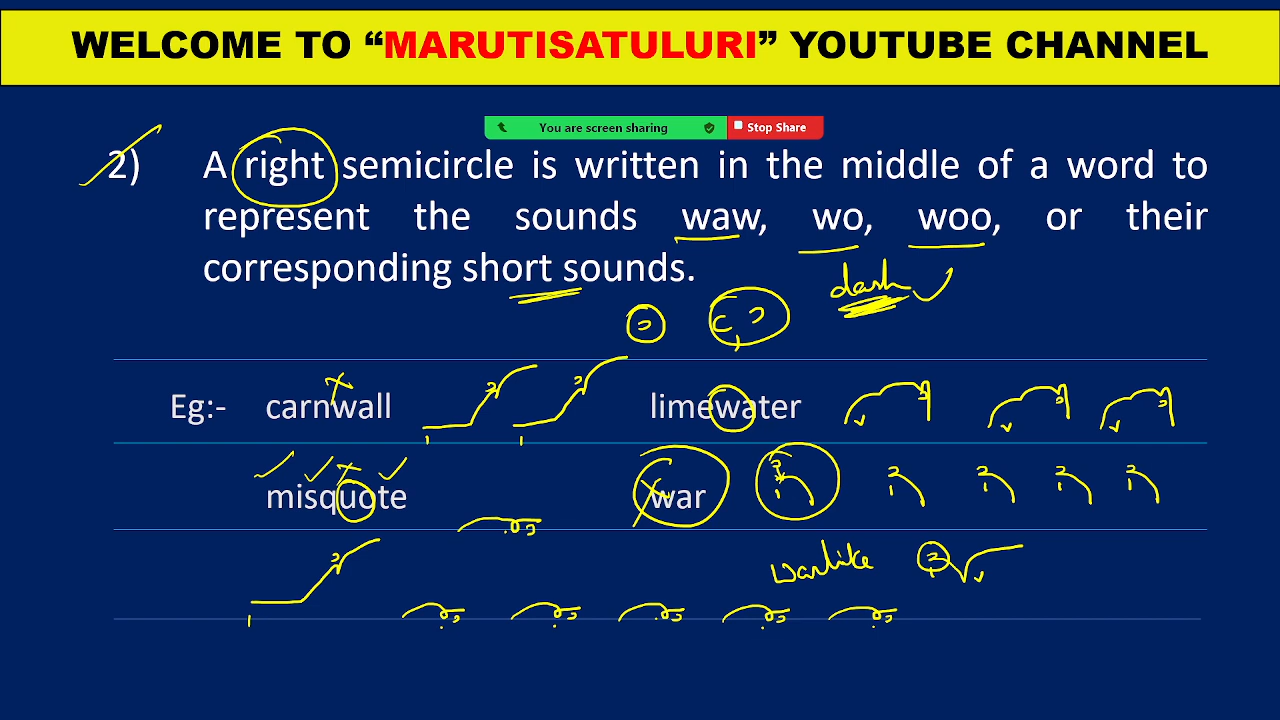 WELCOME TO “MARUTISATULURI” YOUTUBE CHANNEL
You are screen sharing Stop Share
2) A right semicircle is written in the middle of a word to
represent the sounds waw, wo, woo, or their
corresponding short sounds.
dash
Eg:- carnwall limewater
misquote war
Warlike